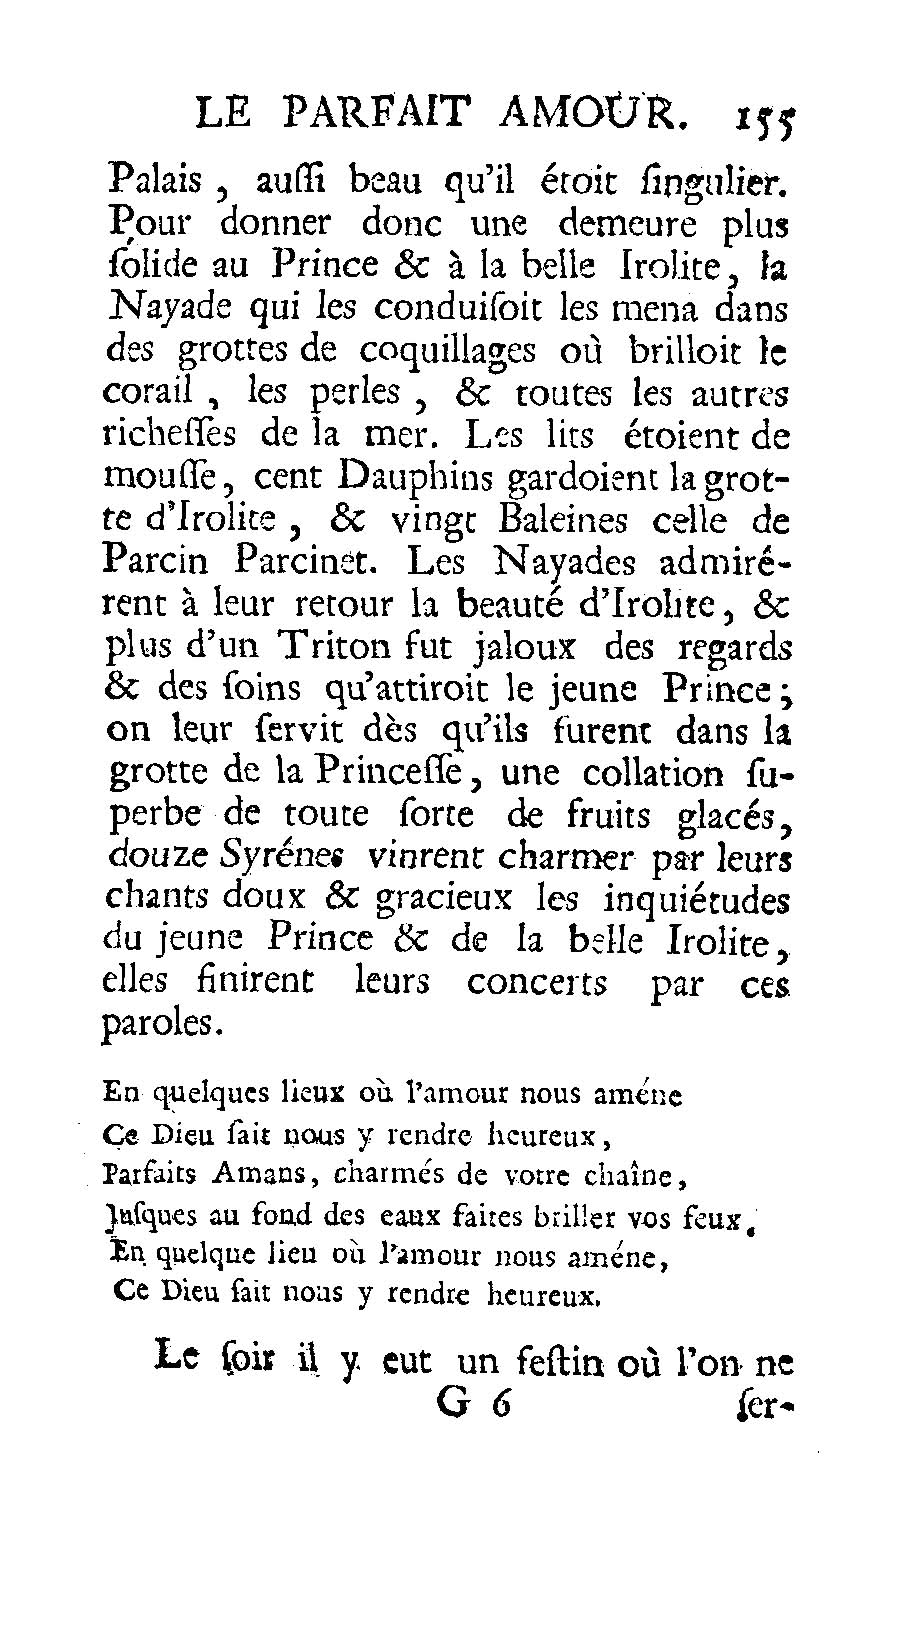 LE PARFAIT AMOUR. 155
Palais , auſſi beau qu'il étoit ſingulier.
Pour donner donc une demeure plus
ſolide au Prince & à la belle Irolite, la
Nayade qui les conduiſoit les mena dans
des grottes de coquillages où brilloit le
corail , les perles , & toutes les autres
richeſſes de la mer. Les lits étoient de
mouſſe, cent Dauphins gardoient la grot-
te d'Irolite , & vingt Baleines celle de
Parcin Parcinet. Les Nayades admiré-
rent à leur retour la beauté d'Irolite, &
plus d'un Triton fut jaloux des regards
& des ſoins qu'attiroit le jeune Prince ;
on leur ſervit dès qu'ils furent dans la
grotte de la Princeſſe, une collation ſu-
perbe de toute ſorte de fruits glacés,
douze Syrénes vinrent charmer par leurs
chants doux & gracieux les inquiétudes
du jeune Prince & de la belle Irolite,
elles finirent leurs concerts par ces
paroles.
En quelques lieux où l'amour nous améne
Ce Dieu ſait nous y rendre heureux,
Parfaits Amans, charmés de votre chaîne,
Juſques au fond des eaux faites briller vos feux.
En quelque lieu où l'amour nous améne,
Ce Dieu ſait nous y rendre heureux.
Le ſoir il y eut un feſtin où l'on ne
G 6 ſer-